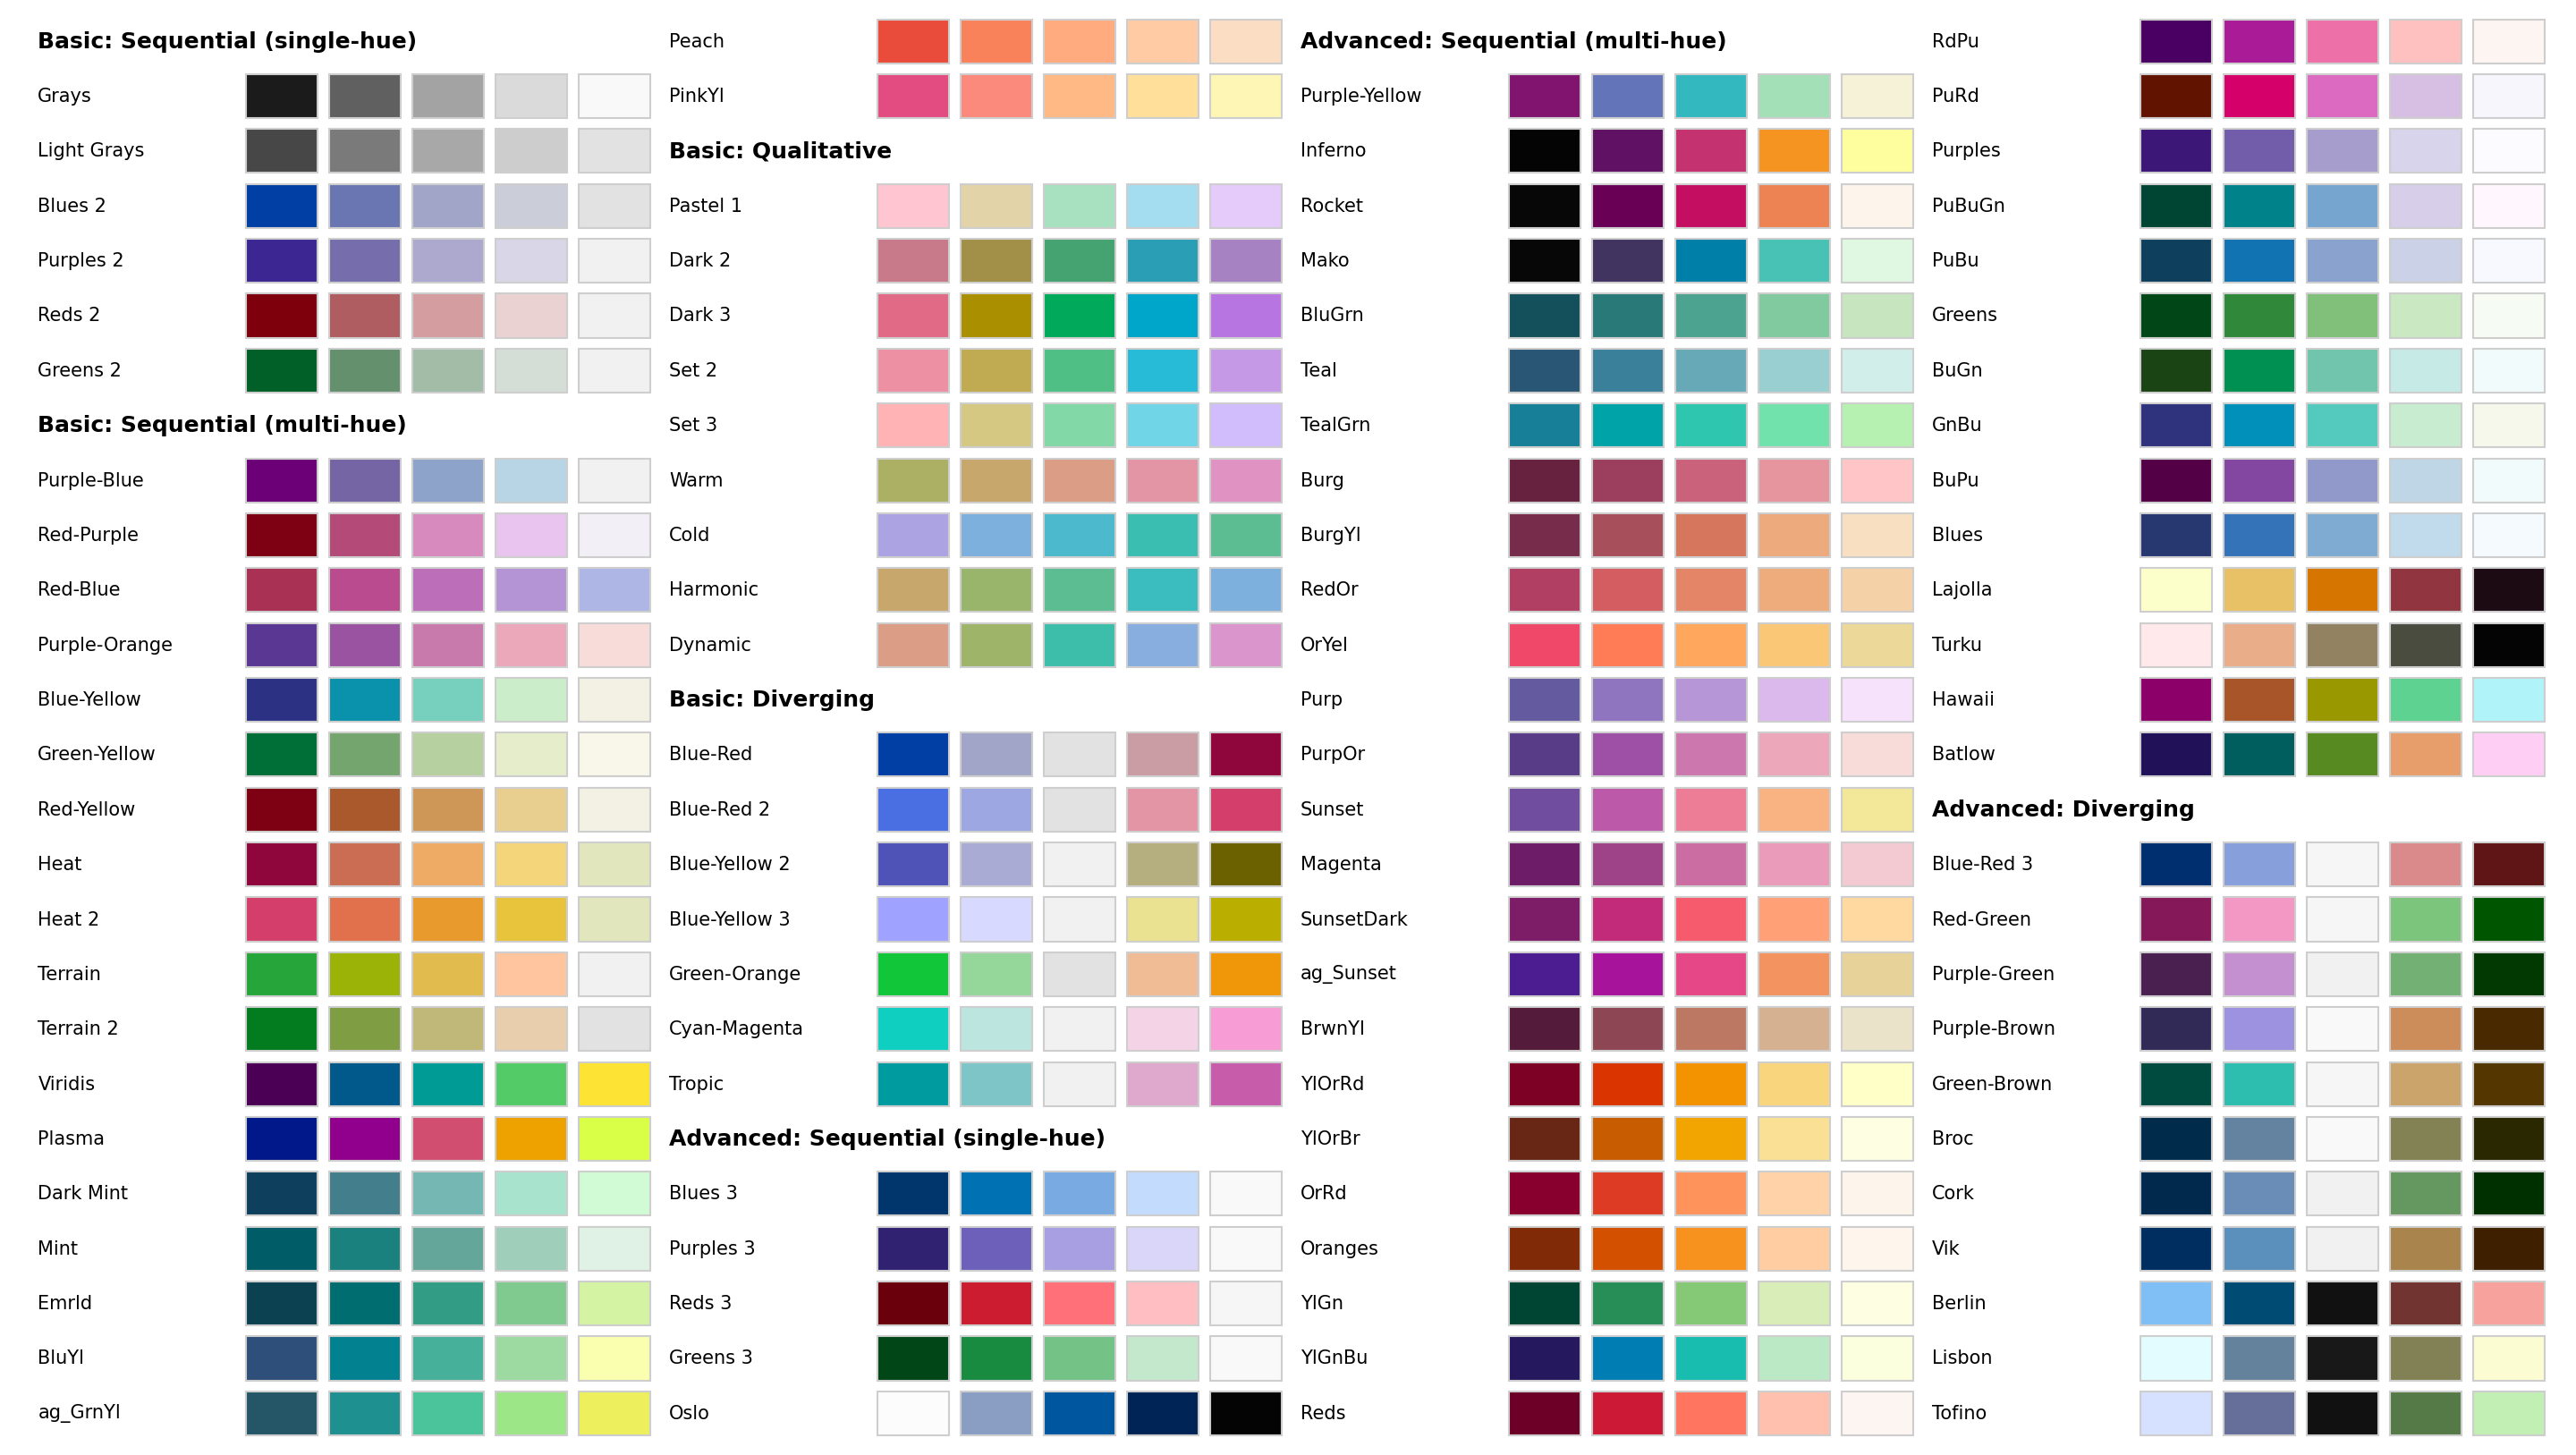 Basic: Sequential (single-hue)
Grays
Light Grays
Blues 2
Purples 2
Reds 2
Greens 2
Basic: Sequential (multi-hue)
Purple-Blue
Red-Purple
Red-Blue
Purple-Orange
Blue-Yellow
Green-Yellow
Red-Yellow
Heat
Heat 2
Terrain
Terrain 2
Viridis
Plasma
Dark Mint
Mint
Emrld
BluYl
ag_GrnYl
Peach
PinkYl
Basic: Qualitative
Pastel 1
Dark 2
Dark 3
Set 2
Set 3
Warm
Cold
Harmonic
Dynamic
Basic: Diverging
Blue-Red
Blue-Red 2
Blue-Yellow 2
Blue-Yellow 3
Green-Orange
Cyan-Magenta
Tropic
Advanced: Sequential (single-hue)
Blues 3
Purples 3
Reds 3
Greens 3
Oslo
Advanced: Sequential (multi-hue)
Purple-Yellow
Inferno
Rocket
Mako
BluGrn
Teal
TealGrn
Burg
BurgYl
RedOr
OrYel
Purp
PurpOr
Sunset
Magenta
SunsetDark
ag_Sunset
BrwnYl
YlOrRd
YlOrBr
OrRd
Oranges
YlGn
YlGnBu
Reds
RdPu
PuRd
Purples
PuBuGn
PuBu
Greens
BuGn
GnBu
BuPu
Blues
Lajolla
Turku
Hawaii
Batlow
Advanced: Diverging
Blue-Red 3
Red-Green
Purple-Green
Purple-Brown
Green-Brown
Broc
Cork
Vik
Berlin
Lisbon
Tofino